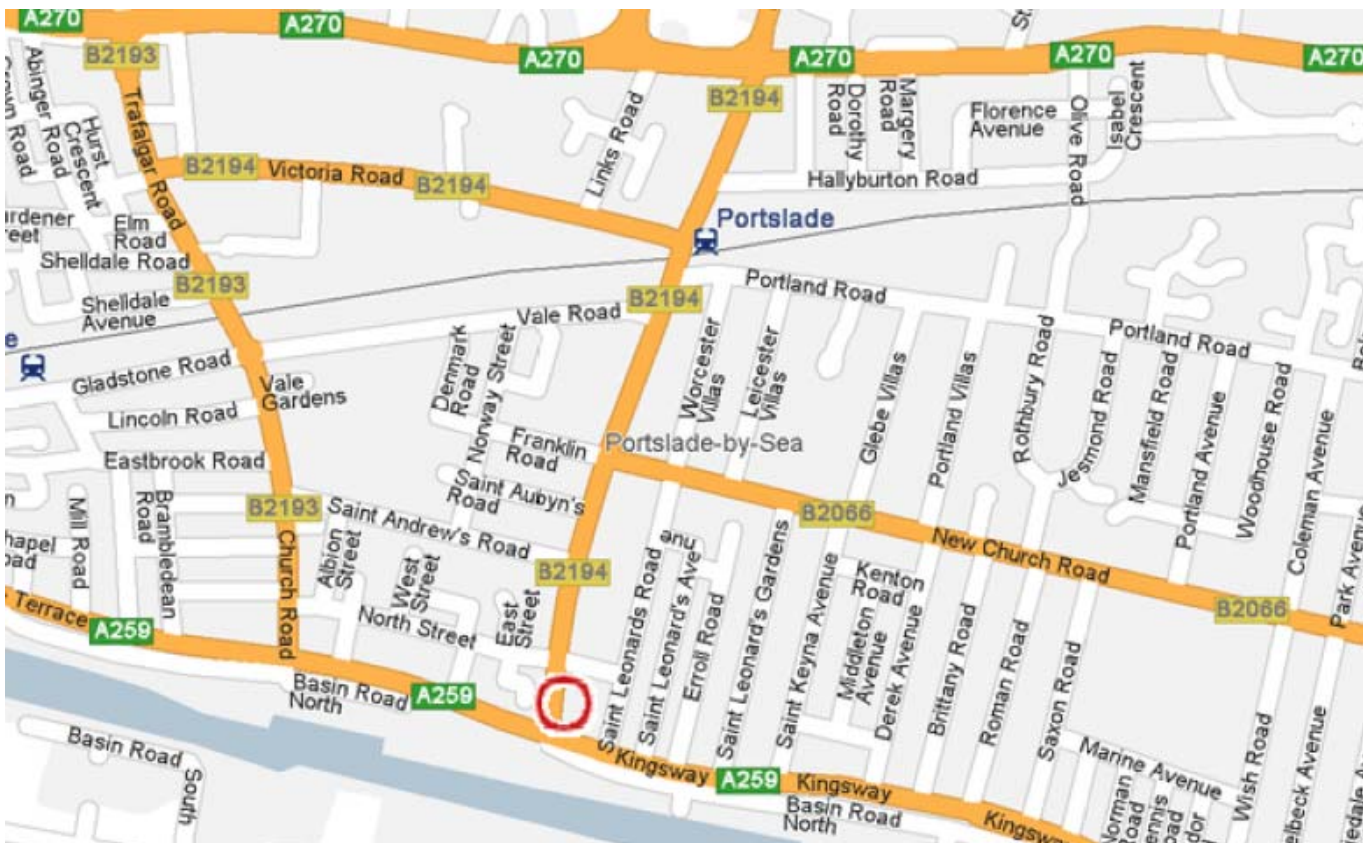 A270
A270
A270
A270
A270
A270
B2193
B2194
Abinger Road
Hurst
Crescent
Trafalgar Road
Links Road
Dorothy
Road
Margery
Road
Florence
Avenue
Olive Road
Isabel
Crescent
B2194
Victoria Road
B2194
Hallyburton Road
Elm
Road
Portslade
Shelldale Road
B2193
Shelldale
Avenue
B2194
Portland Road
Vale Road
Portland Road
Gladstone Road
Vale
Gardens
Denmark
Road
Norway Street
Worcester
Villas
Leicester
Villas
Glebe Villas
Portland Villas
Rothbury Road
Jesmond Road
Mansfield Road
Portland Avenue
Woodhouse Road
Coleman Avenue
Lincoln Road
Eastbrook Road
Franklin
Road
Portslade-by-Sea
Saint Aubyn's
Road
Mill Road
Brambledean
Road
B2193
Saint Andrew's Road
B2066
New Church Road
Church Road
Albion
Street
West
Street
B2194
Kenton
Road
B2066
Park Avenue
Terrace
A259
North Street
East
Street
Saint Leonards Road
Saint Leonard's Avenue
Erroll Road
Saint Leonard's Gardens
Saint Keyna Avenue
Middleton
Avenue
Derek Avenue
Brittany Road
Roman Road
Saxon Road
Basin Road
North
A259
Kingsway
A259
Kingsway
Marine Avenue
Wish Road
Basin Road
South
Basin Road
North
Norman
Road